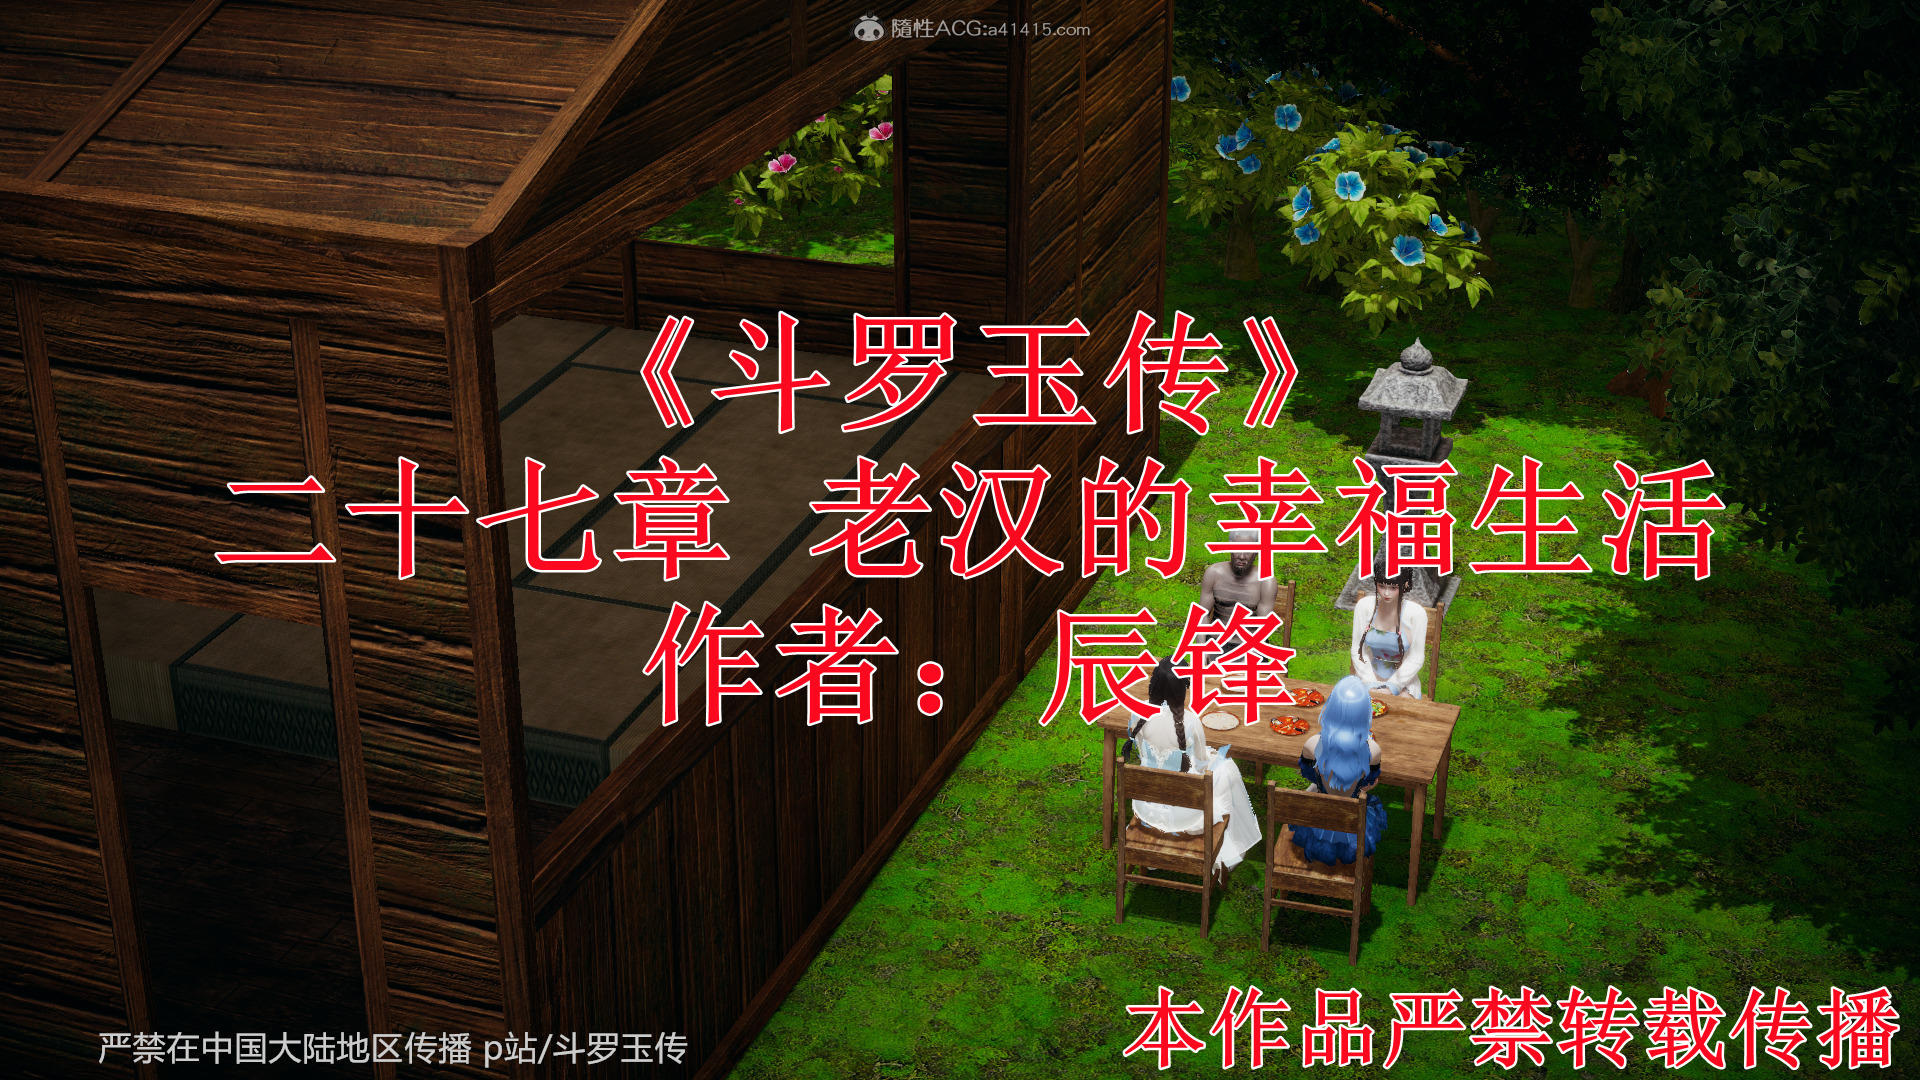 隨性ACG:a41415.com
《斗罗玉传》
二十七章 老汉的幸福生活
作者：辰锋
本作品严禁转载传播
严禁在中国大陆地区传播 p站/斗罗玉传